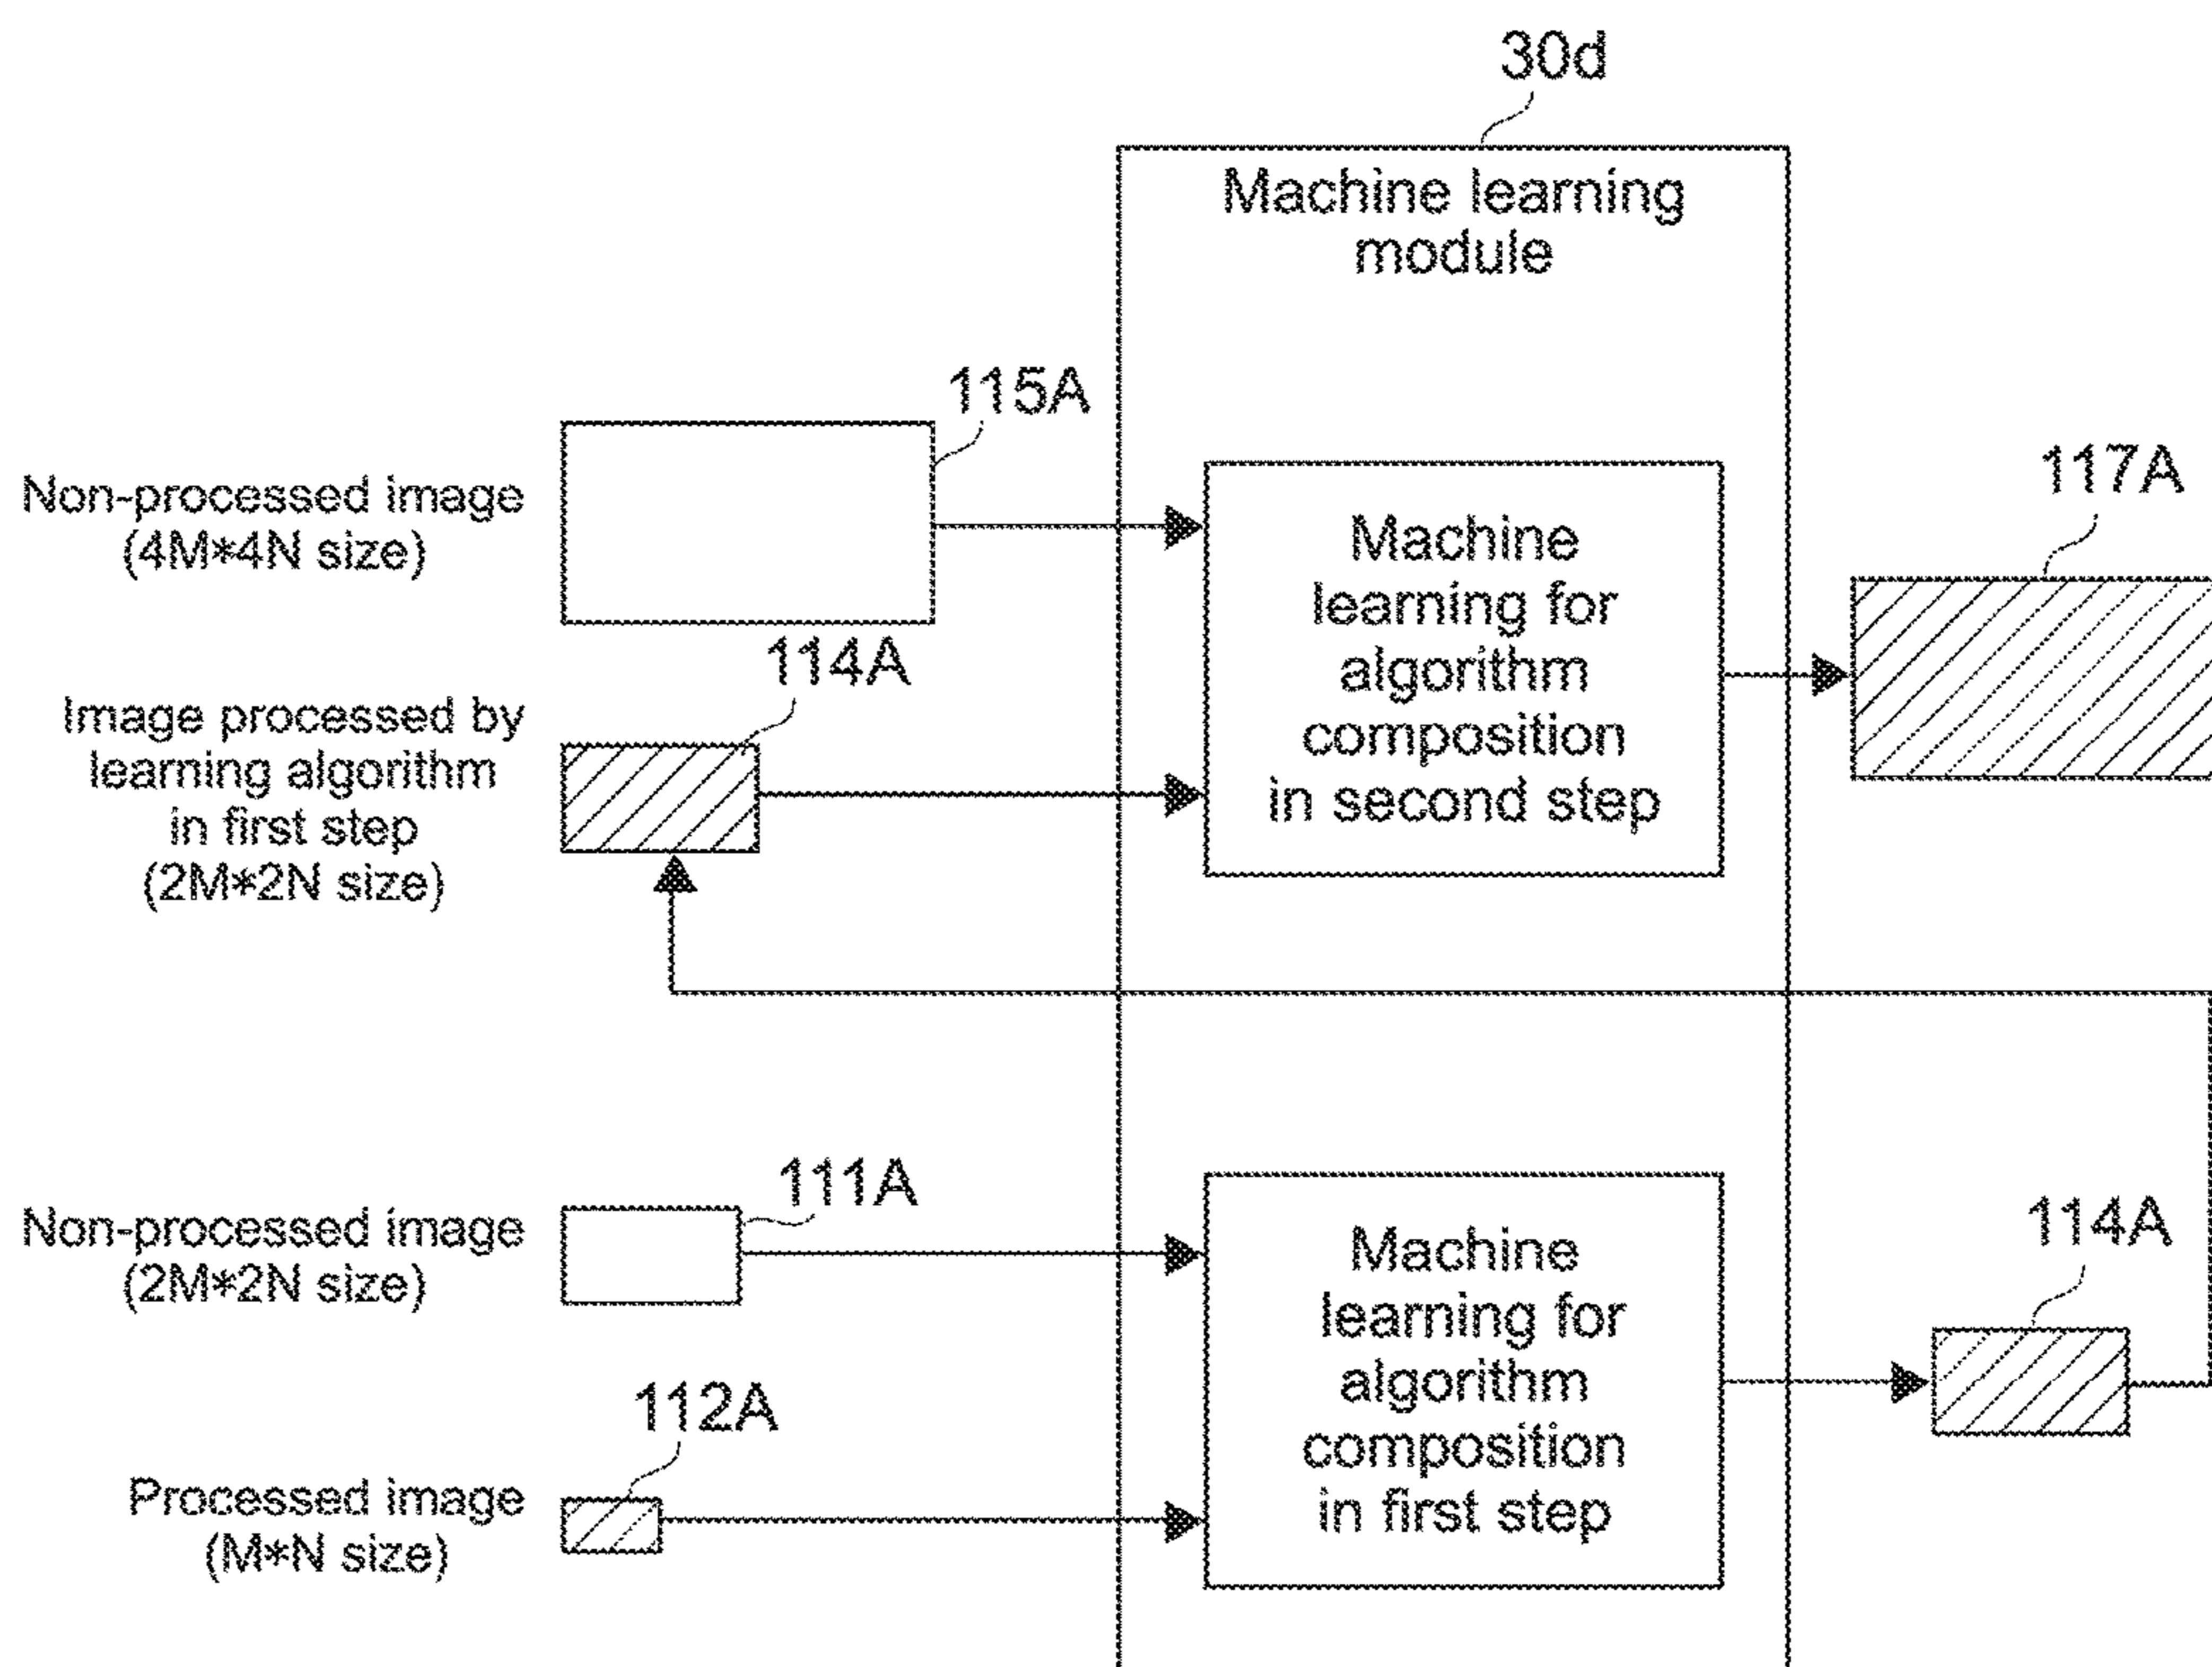 30d
Machine learning
module
115A
Non-processed image
(4M*4N size)
Machine
learning for
algorithm
composition
in second step
117A
114A
Image processed by
learning algorithm
in first step
(2M*2N size)
111A
Non-processed image
(2M*2N size)
Machine
learning for
algorithm
composition
in first step
114A
112A
Processed image
(M*N size)